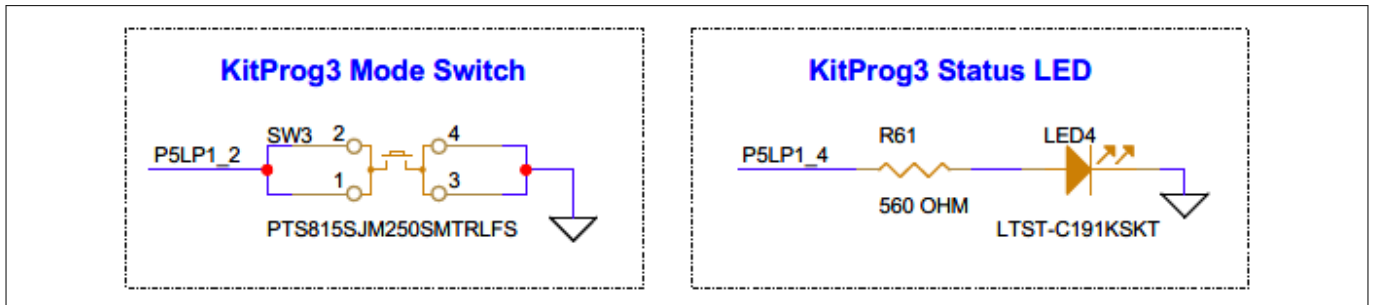 KitProg3 Mode Switch
SW3 2 4
P5LP1_2
1 3
PTS815SJM250SMTRLFS
KitProg3 Status LED
R61 LED4
P5LP1_4
560 OHM
LTST-C191KSKT